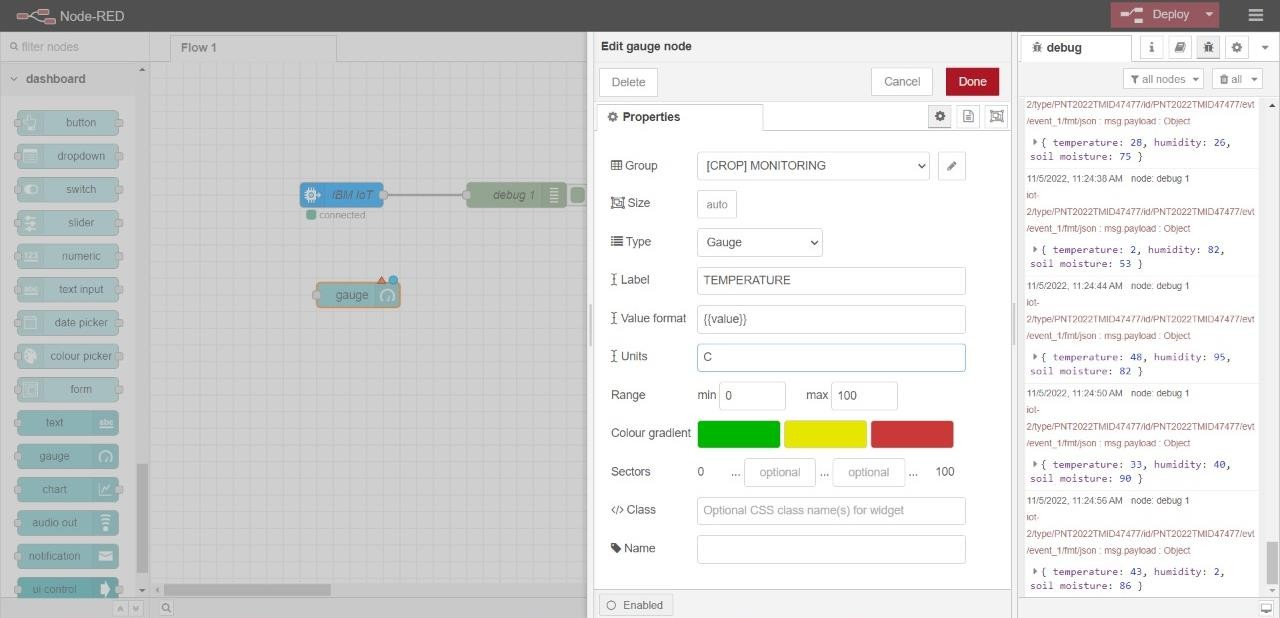 Node-RED
Deploy
filter nodes
dashboard
button
dropdown
switch
slider
123
numeric
abc
text input
date picker
colour picker
form
text
abc
gauge
chart
audio out
notification
ui control
Flow 1
IBM IoT
connected
debug 1
gauge
Edit gauge node
Delete
Cancel
Done
Properties
Group
[CROP] MONITORING
Size
auto
Type
Gauge
Label
TEMPERATURE
Value format
{{value}}
Units
C
Range
min
0
max
100
Colour gradient
Sectors
0
...
optional
...
optional
...
100
</> Class
Optional CSS class name(s) for widget
Name
Enabled
debug
i
all nodes
all
2/type/PNT2022TMID47477/id/PNT2022TMID47477/evt
/event_1/fmt/json : msg.payload : Object
{ temperature: 28, humidity: 26,
soil moisture: 75 }
11/5/2022, 11:24:38 AM node: debug 1
iot-
2/type/PNT2022TMID47477/id/PNT2022TMID47477/evt
/event_1/fmt/json : msg.payload : Object
{ temperature: 2, humidity: 82,
soil moisture: 53 }
11/5/2022, 11:24:44 AM node: debug 1
iot-
2/type/PNT2022TMID47477/id/PNT2022TMID47477/evt
/event_1/fmt/json : msg.payload : Object
{ temperature: 48, humidity: 95,
soil moisture: 82 }
11/5/2022, 11:24:50 AM node: debug 1
iot-
2/type/PNT2022TMID47477/id/PNT2022TMID47477/evt
/event_1/fmt/json : msg.payload : Object
{ temperature: 33, humidity: 40,
soil moisture: 90 }
11/5/2022, 11:24:56 AM node: debug 1
iot-
2/type/PNT2022TMID47477/id/PNT2022TMID47477/evt
/event_1/fmt/json : msg.payload : Object
{ temperature: 43, humidity: 2,
soil moisture: 86 }